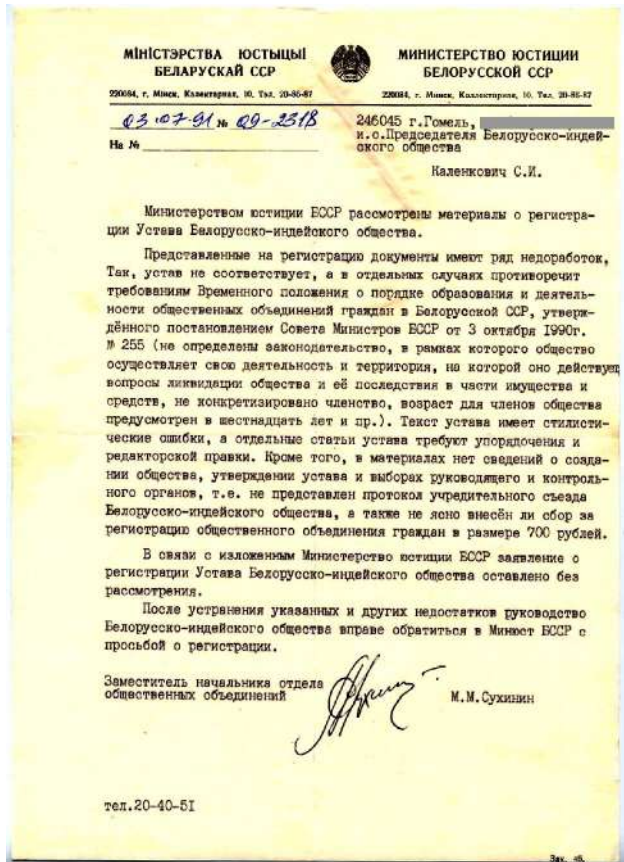 МІНІСТЭРСТВА ЮСТЫЦЫІ
БЕЛАРУСКАЙ ССР
220084, г. Мінск, Калектарная, 10, Тэл. 20-86-87
МИНИСТЕРСТВО ЮСТИЦИИ
БЕЛОРУССКОЙ ССР
220084, г. Минск, Коллекторная, 10, Тел. 20-86-87
03.07-91 № 09-231В
На №
246045 г.Гомель,
и.о.Председателя Белорусско-индей-
ского общества
Каленкович С.И.
Министерством юстиции БССР рассмотрены материалы о регистра-
ции Устава Белорусско-индейского общества.
Представленные на регистрацию документы имеют ряд недоработок.
Так, устав не соответствует, а в отдельных случаях противоречит
требованиям Временного положения о порядке образования и деятель-
ности общественных объединений граждан в Белорусской ССР, утверж-
дённого постановлением Совета Министров БССР от 3 октября 1990г.
№ 255 (не определены законодательство, в рамках которого общество
осуществляет свою деятельность и территория, на которой оно действующ
вопросы ликвидации общества и её последствия в части имущества и
средств, не конкретизировано членство, возраст для членов общества
предусмотрен в шестнадцать лет и пр.). Текст устава имеет стилисти-
ческие ошибки, а отдельные статьи устава требуют упорядочения и
редакторской правки. Кроме того, в материалах нет сведений о созда-
нии общества, утверждении устава и выборах руководящего и контроль-
ного органов, т.е. не представлен протокол учредительного съезда
Белорусско-индейского общества, а также не ясно внесён ли сбор за
регистрацию общественного объединения граждан в размере 700 рублей.
В связи с изложенным Министерство юстиции БССР заявление о
регистрации Устава Белорусско-индейского общества оставлено без
рассмотрения.
После устранения указанных и других недостатков руководство
Белорусско-индейского общества вправе обратиться в Минюст БССР с
просьбой о регистрации.
Заместитель начальника отдела
общественных объединений
М.М.Сухинин
тел.20-40-51